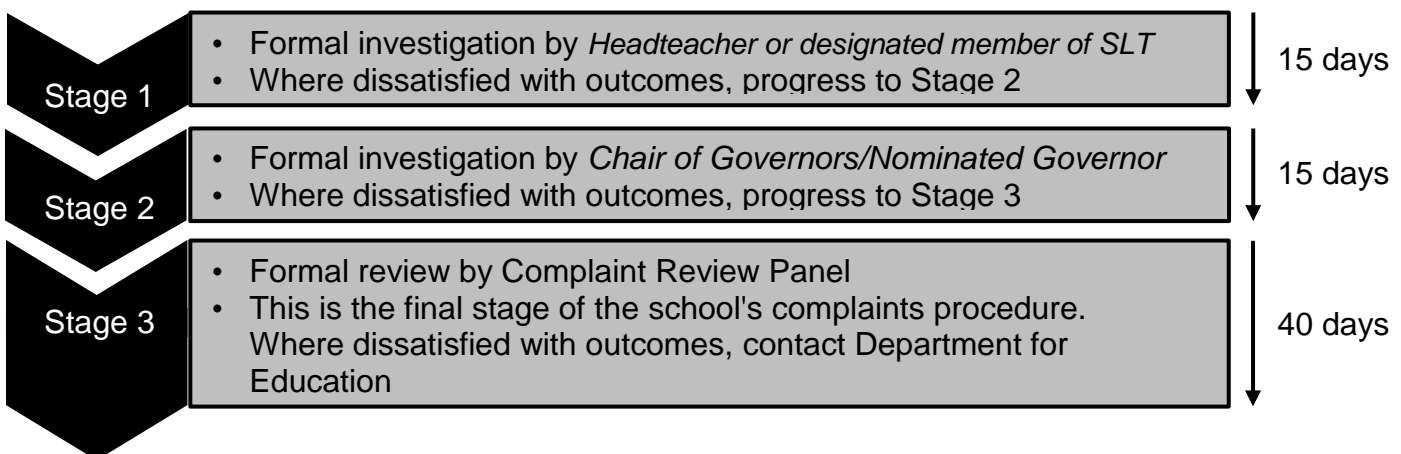 Stage 1
• Formal investigation by Headteacher or designated member of SLT
• Where dissatisfied with outcomes, progress to Stage 2
15 days
Stage 2
• Formal investigation by Chair of Governors/Nominated Governor
• Where dissatisfied with outcomes, progress to Stage 3
15 days
Stage 3
• Formal review by Complaint Review Panel
• This is the final stage of the school's complaints procedure.
Where dissatisfied with outcomes, contact Department for
Education
40 days